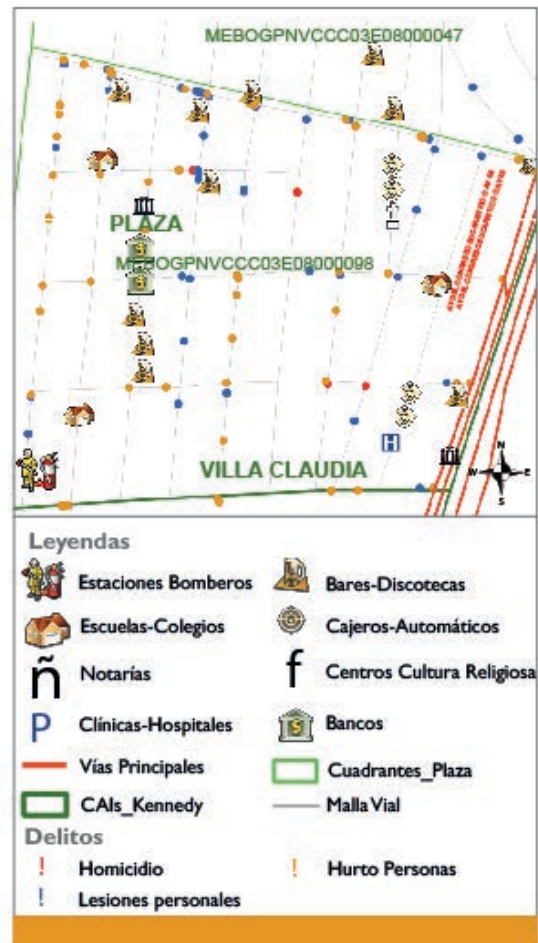 MEBOGPNVCCC03E08000047
PLAZA
MEBOGPNVCCC03E08000098
VILLA CLAUDIA
N
W E
S
H
Leyendas
Estaciones Bomberos
Bares-Discotecas
Escuelas-Colegios
Cajeros-Automáticos
ñ Notarías
f Centros Cultura Religiosa
P Clínicas-Hospitales
$ Bancos
Vías Principales
Cuadrantes_Plaza
CAIs_Kennedy
Malla Vial
Delitos
! Homicidio
! Hurto Personas
! Lesiones personales